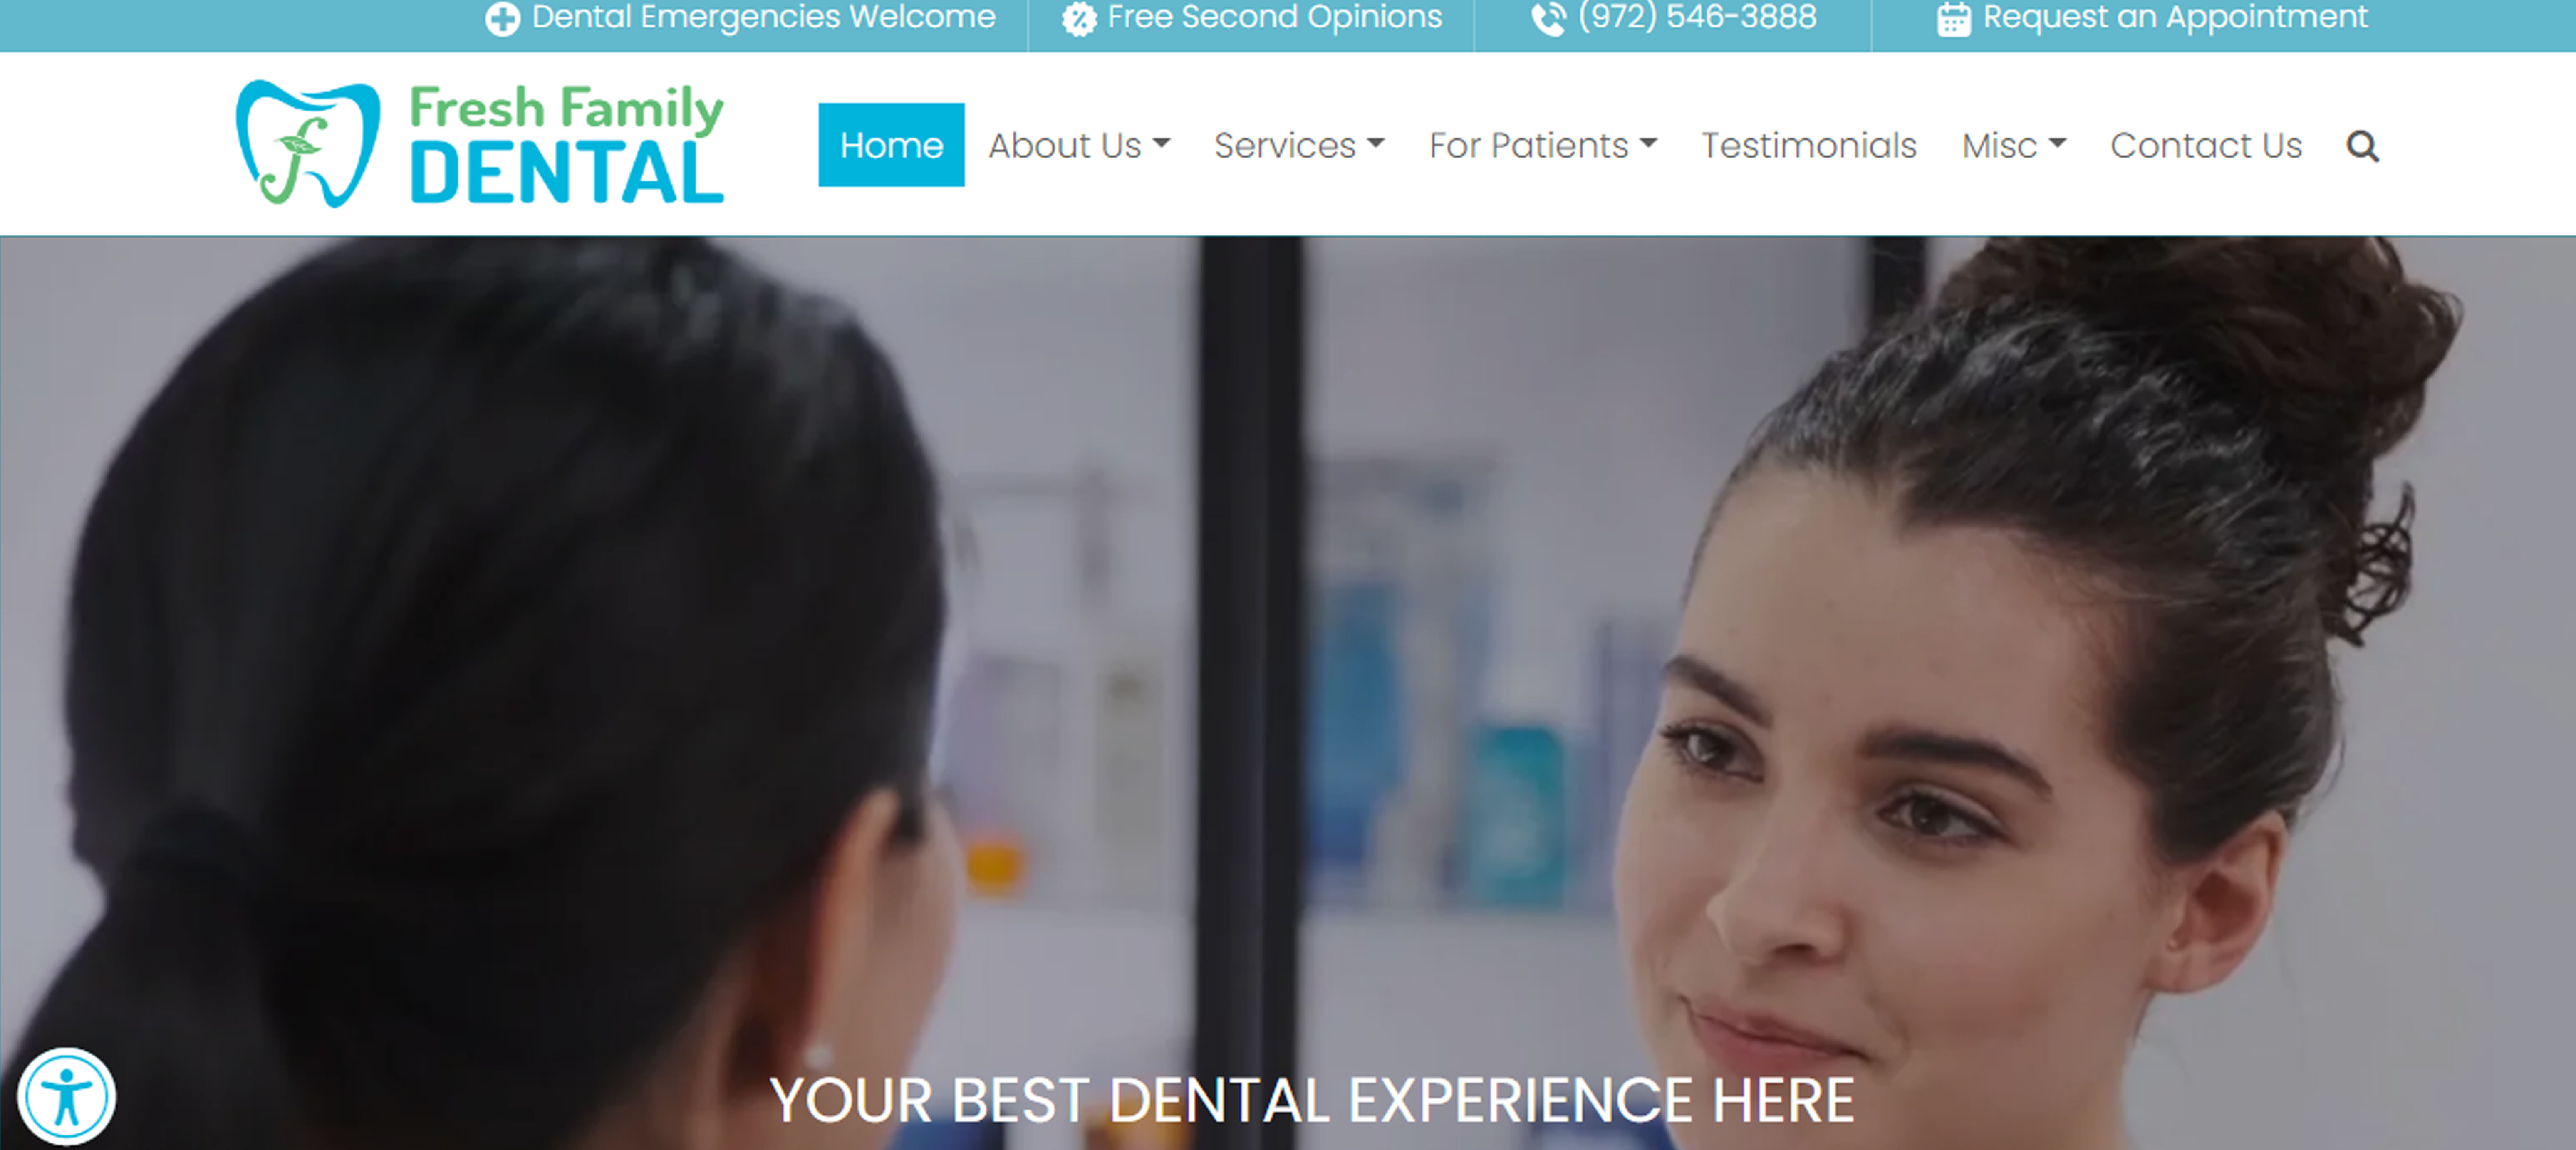 Dental Emergencies Welcome
Free Second Opinions
(972) 546-3888
Request an Appointment
Fresh Family
DENTAL
Home
About Us
Services
For Patients
Testimonials
Misc
Contact Us
YOUR BEST DENTAL EXPERIENCE HERE